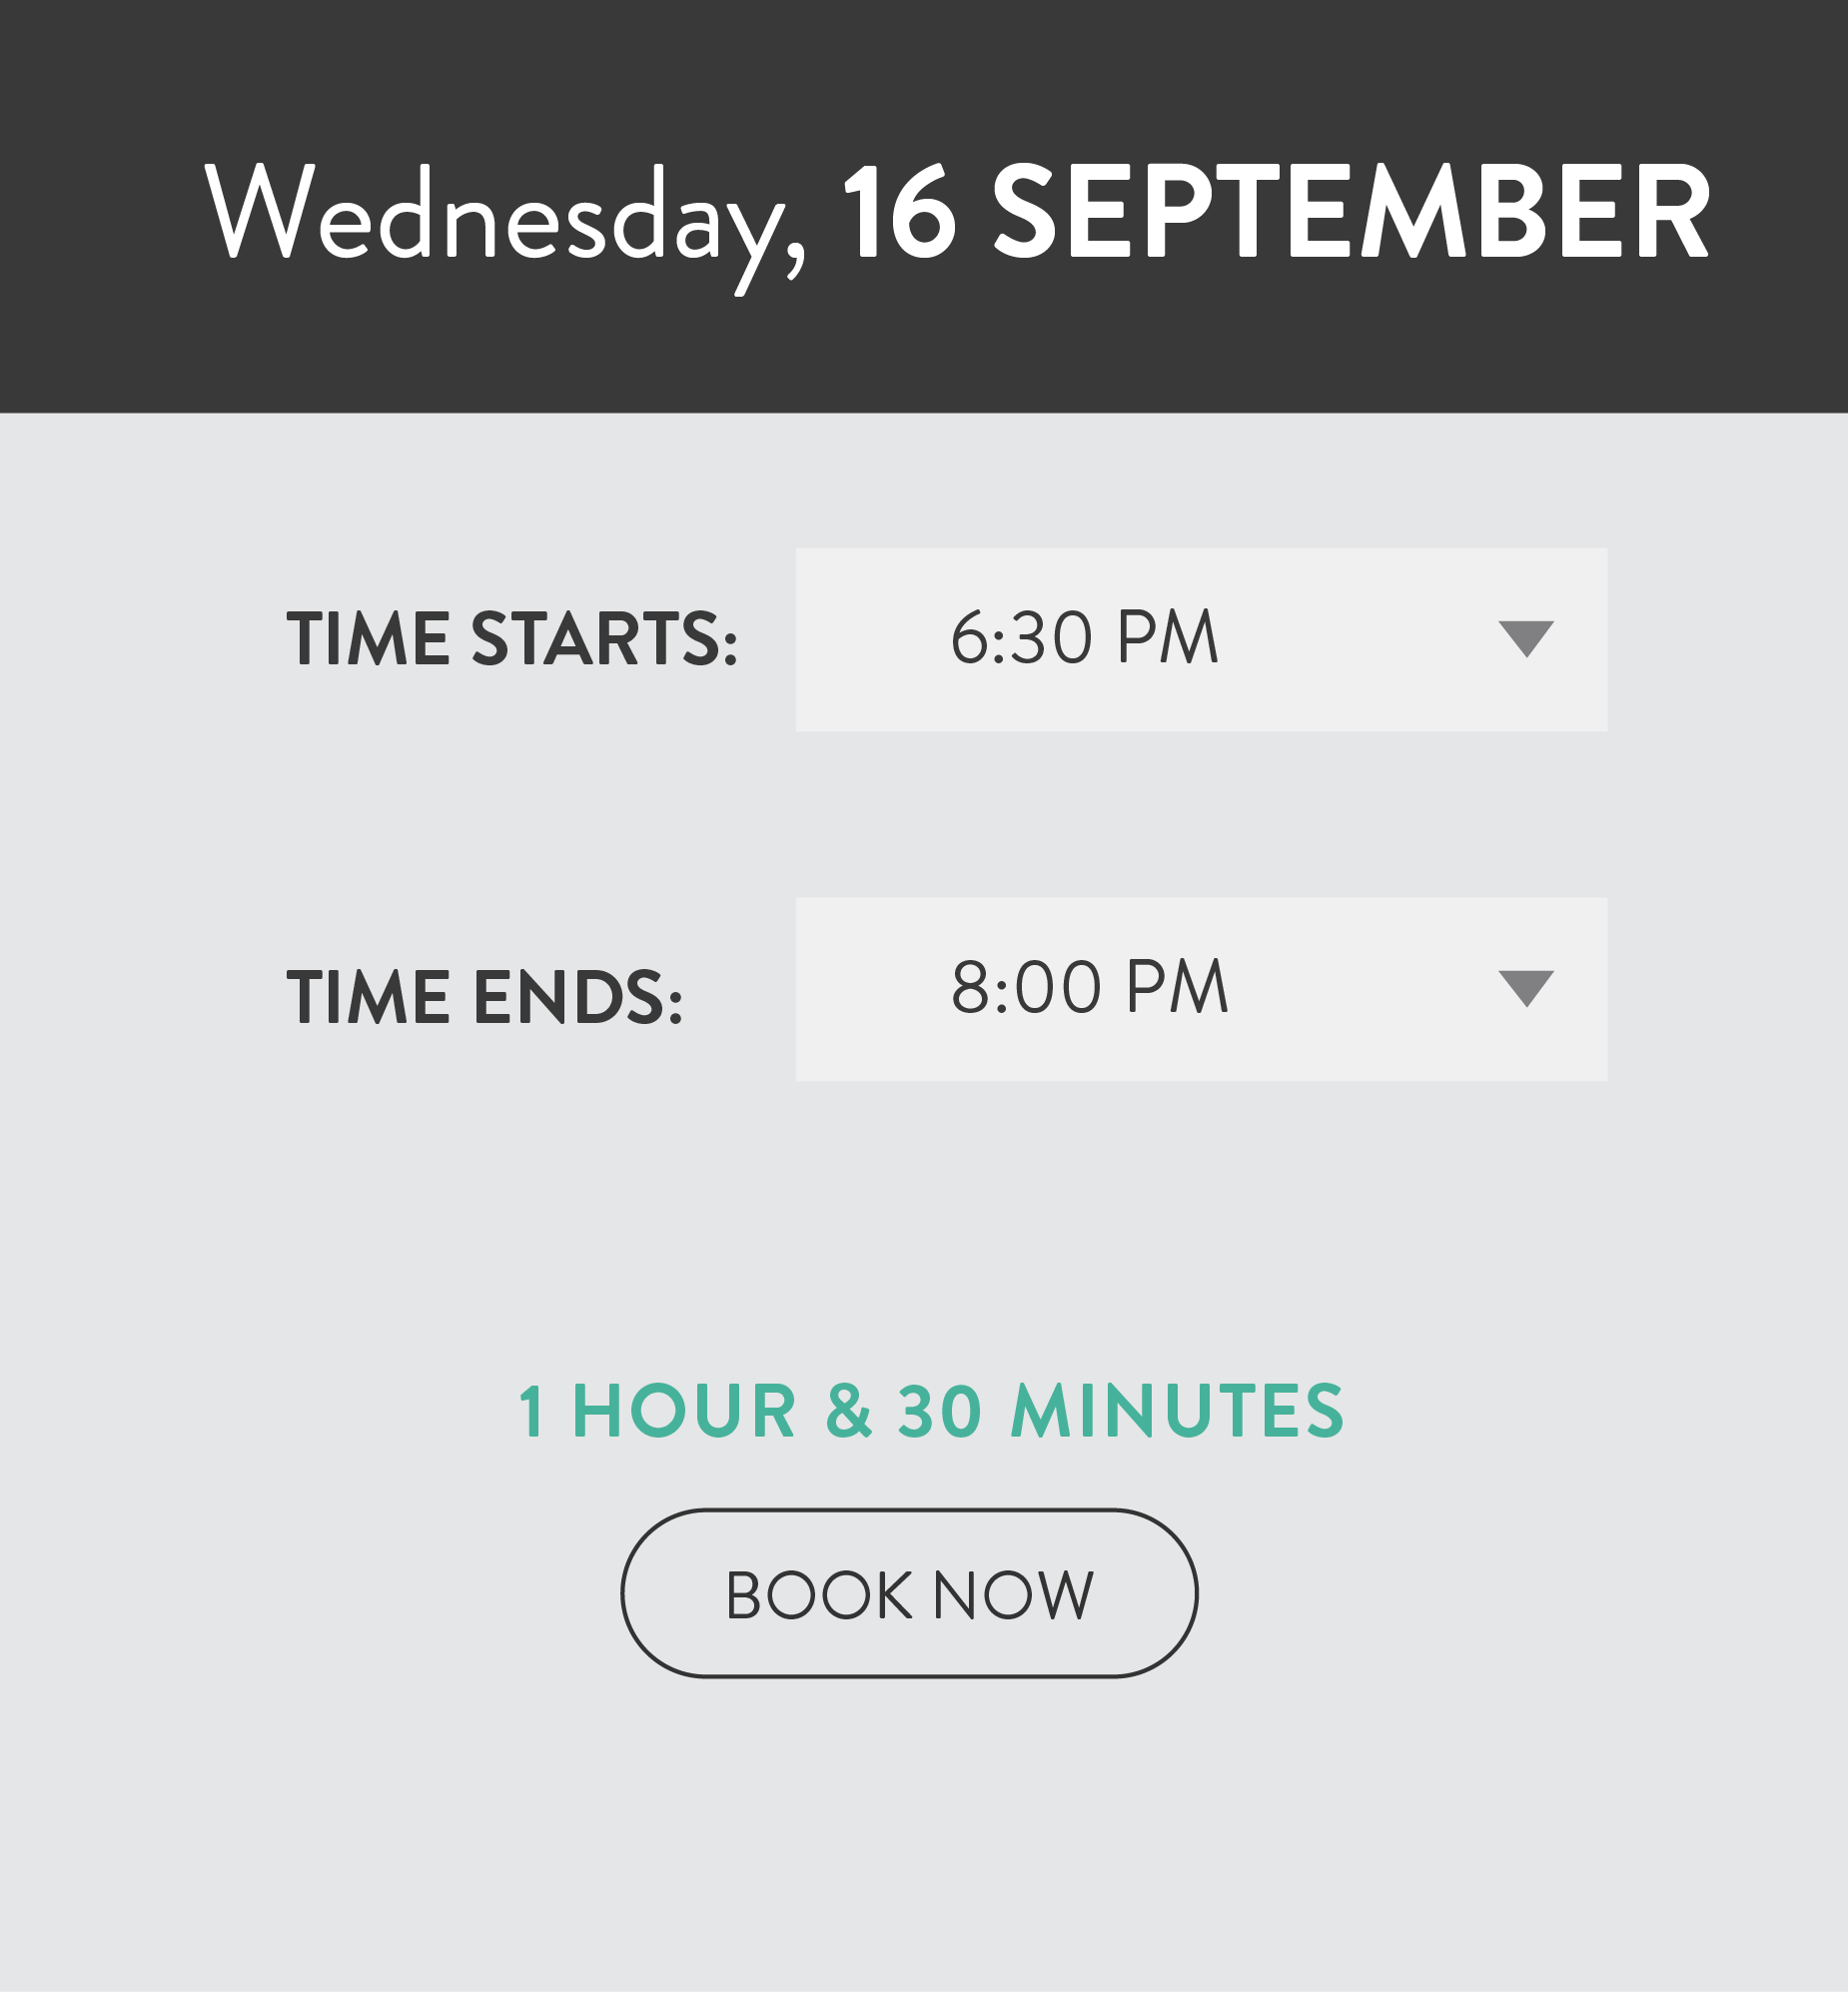 Wednesday, 16 SEPTEMBER
TIME STARTS: 6:30 PM
TIME ENDS: 8:00 PM
1 HOUR & 30 MINUTES
BOOK NOW